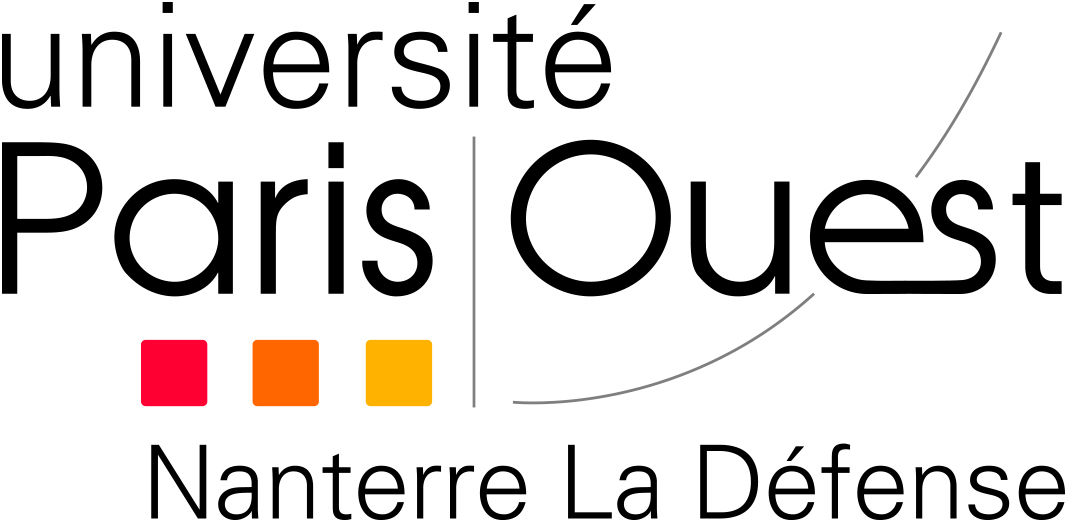 université
Paris Ouest
Nanterre La Défense